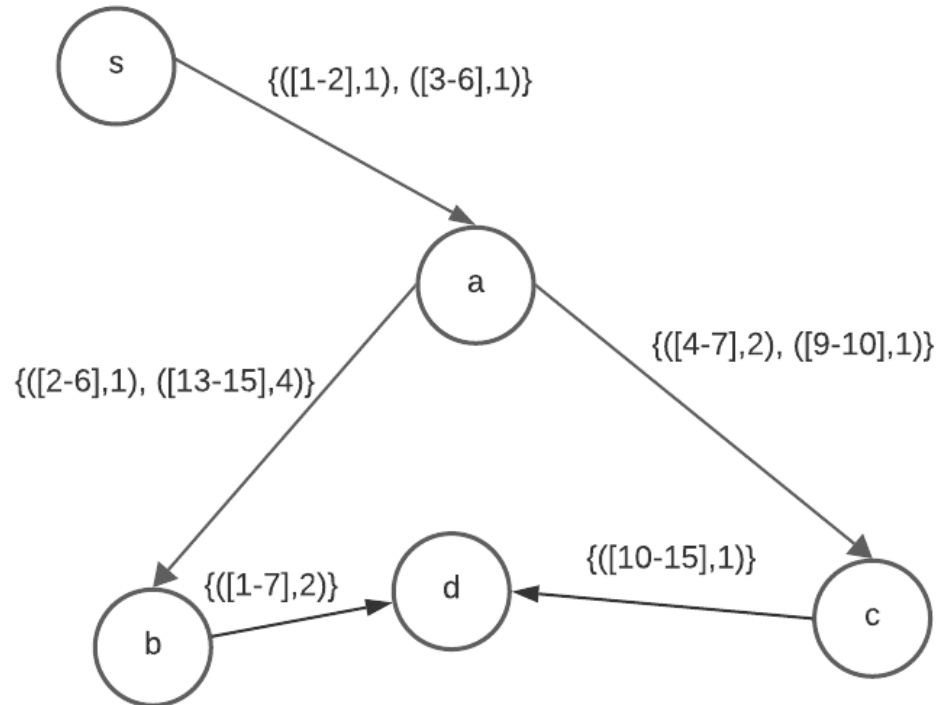 s
{([1-2],1), ([3-6],1)}
a
{([4-7],2), ([9-10],1)}
{([2-6],1), ([13-15],4)}
{([10-15],1)}
{([1-7],2)}
d
c
b